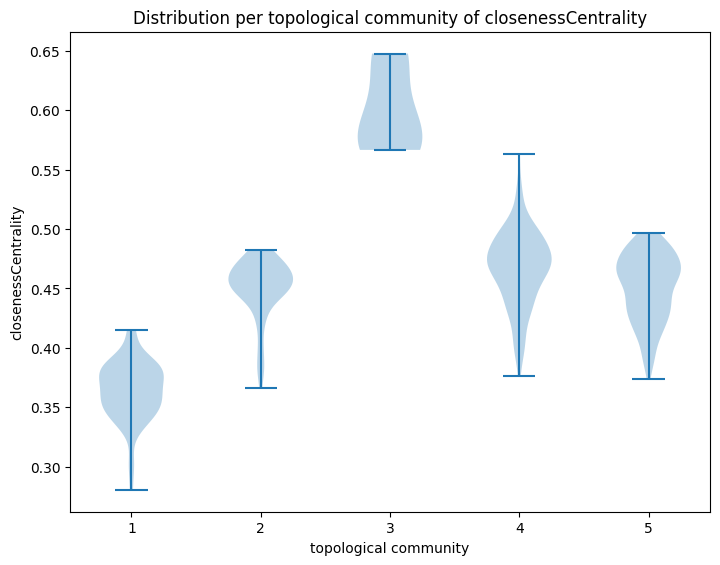 Distribution per topological community of closenessCentrality
0.65
0.60
0.55
0.50
0.45
0.40
0.35
0.30
closenessCentrality
1 2 3 4 5
topological community